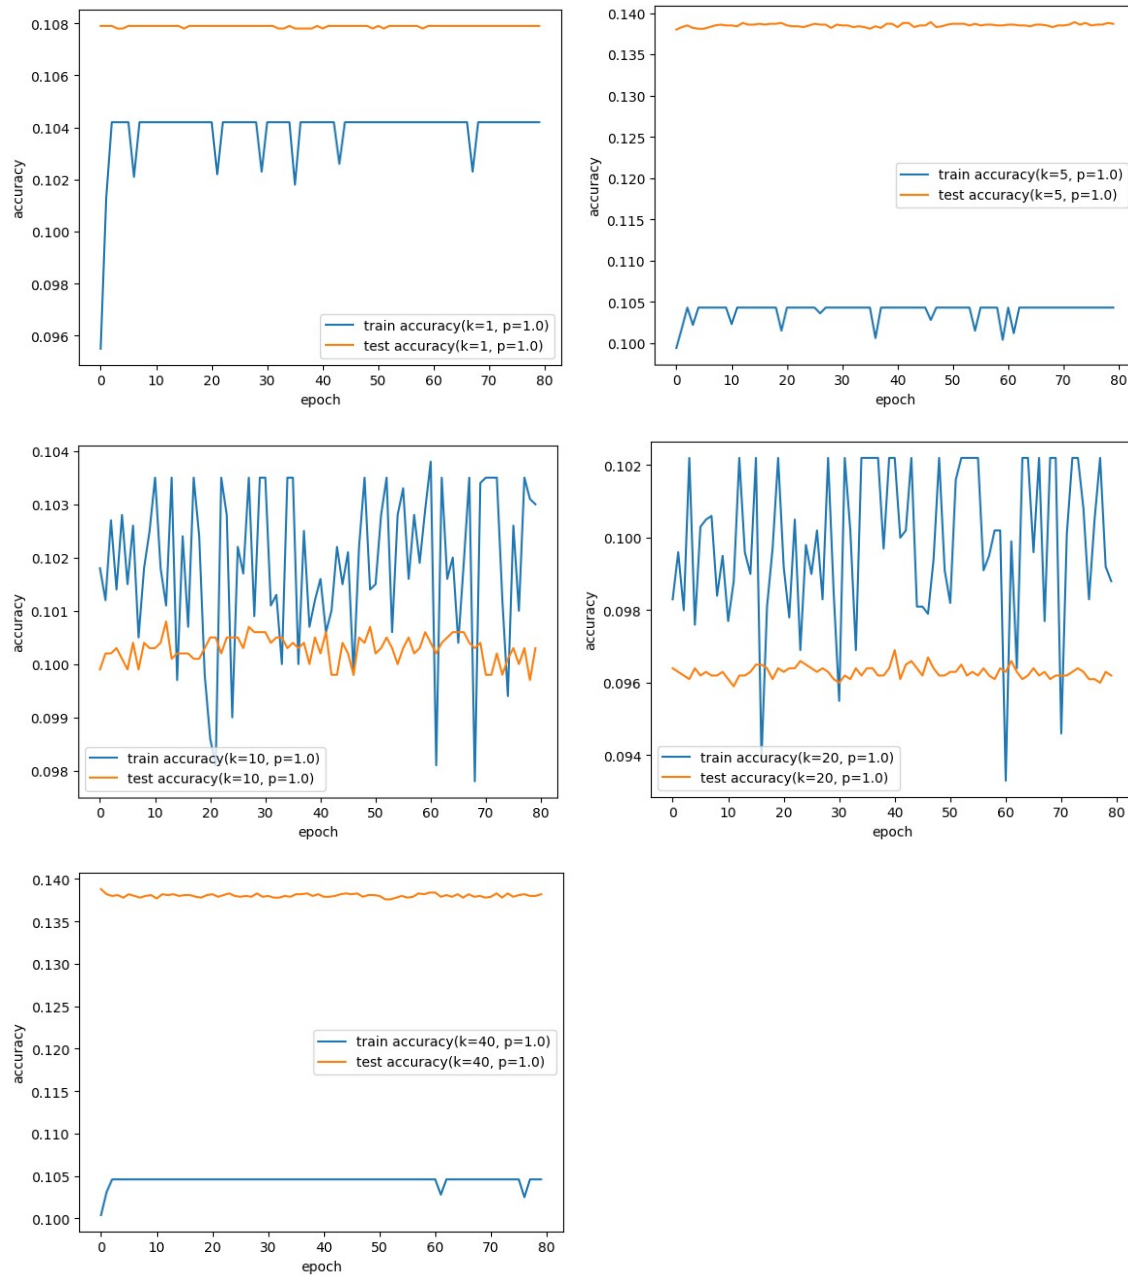 0.108
0.106
0.104
0.102
0.100
0.098
0.096
accuracy
train accuracy(k=1, p=1.0)
test accuracy(k=1, p=1.0)
0 10 20 30 40 50 60 70 80
epoch
0.140
0.135
0.130
0.125
0.120
0.115
0.110
0.105
0.100
accuracy
train accuracy(k=5, p=1.0)
test accuracy(k=5, p=1.0)
0 10 20 30 40 50 60 70 80
epoch
0.104
0.103
0.102
0.101
0.100
0.099
0.098
accuracy
train accuracy(k=10, p=1.0)
test accuracy(k=10, p=1.0)
0 10 20 30 40 50 60 70 80
epoch
0.102
0.100
0.098
0.096
0.094
accuracy
train accuracy(k=20, p=1.0)
test accuracy(k=20, p=1.0)
0 10 20 30 40 50 60 70 80
epoch
0.140
0.135
0.130
0.125
0.120
0.115
0.110
0.105
0.100
accuracy
train accuracy(k=40, p=1.0)
test accuracy(k=40, p=1.0)
0 10 20 30 40 50 60 70 80
epoch